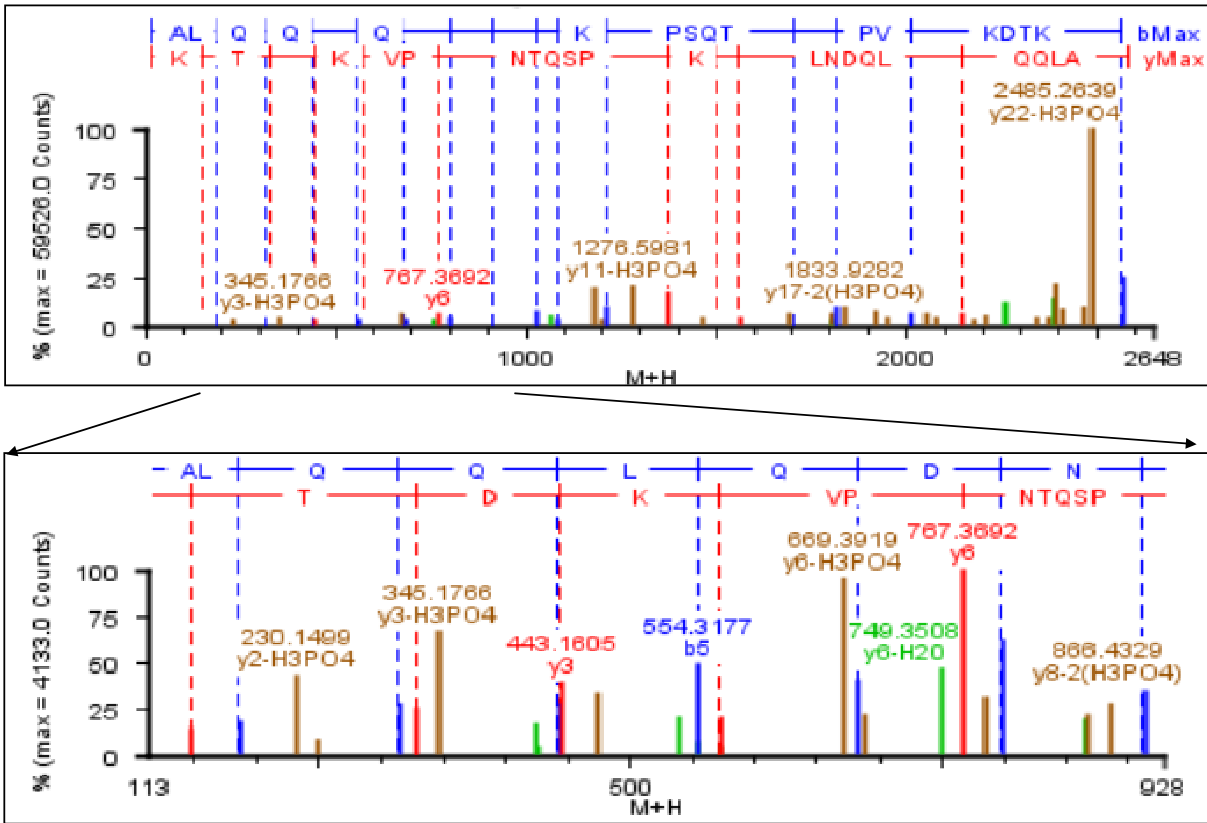 AL Q Q Q K PSQT PV KDTK bMax
K T K VP NTQSP K LNDQL QQLA yMax
2485.2639
y22-H3PO4
1276.5981
y11-H3PO4
1833.9282
y17-2(H3PO4)
345.1766
y3-H3PO4
767.3692
y6
% (max = 59526.0 Counts)
100
75
50
25
0
0 1000 2000 2648
M+H
AL Q Q L Q D N
T D K VP NTQSP
669.3919
y6-H3PO4
767.3692
y6
345.1766
y3-H3PO4
230.1499
y2-H3PO4
443.1605
y3
554.3177
b5
749.3508
y6-H20
866.4329
y8-2(H3PO4)
% (max = 4133.0 Counts)
100
75
50
25
0
113 500 928
M+H